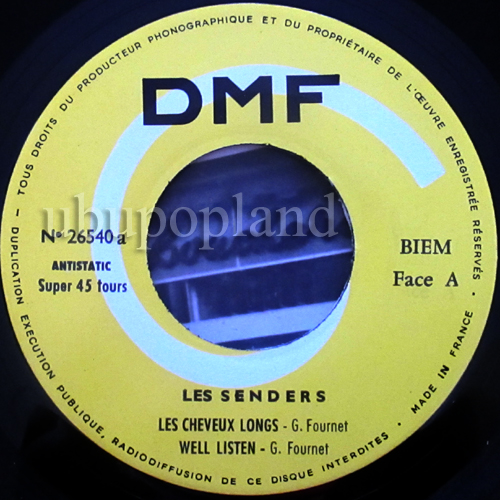 TOUS DROITS DU PRODUCTEUR PHONOGRAPHIQUE ET DU PROPRIÉTAIRE DE L'ŒUVRE ENREGISTRÉE RÉSERVÉS •
DMF
ubupopland
Nº 26540 a
ANTISTATIC
Super 45 tours
BIEM
Face A
LES SENDERS
LES CHEVEUX LONGS - G. Fournet
WELL LISTEN - G. Fournet
• DUPLICATION EXECUTION PUBLIQUE, RADIODIFFUSION DE CE DISQUE INTERDITES • MADE IN FRANCE •